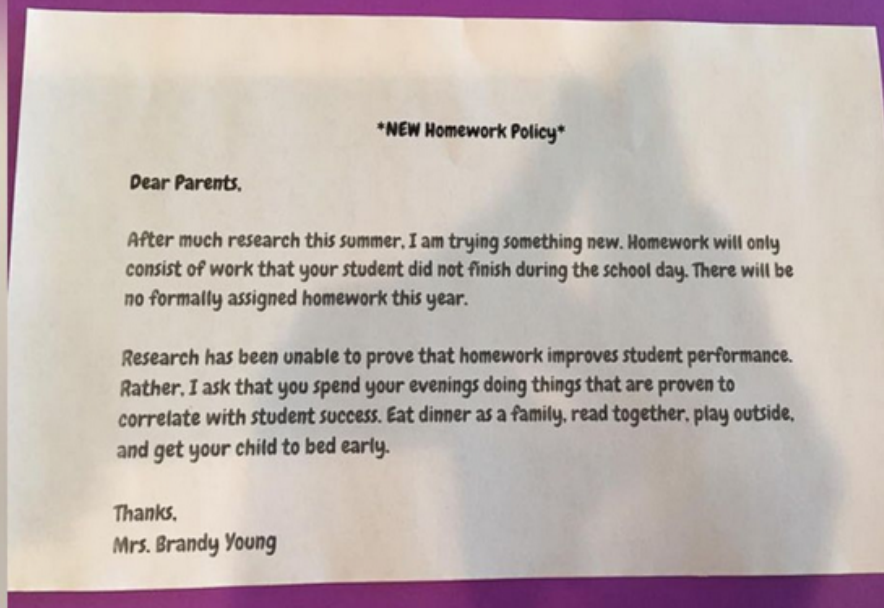 *NEW Homework Policy*
Dear Parents,
After much research this summer, I am trying something new. Homework will only
consist of work that your student did not finish during the school day. There will be
no formally assigned homework this year.
Research has been unable to prove that homework improves student performance.
Rather, I ask that you spend your evenings doing things that are proven to
correlate with student success. Eat dinner as a family, read together, play outside,
and get your child to bed early.
Thanks,
Mrs. Brandy Young